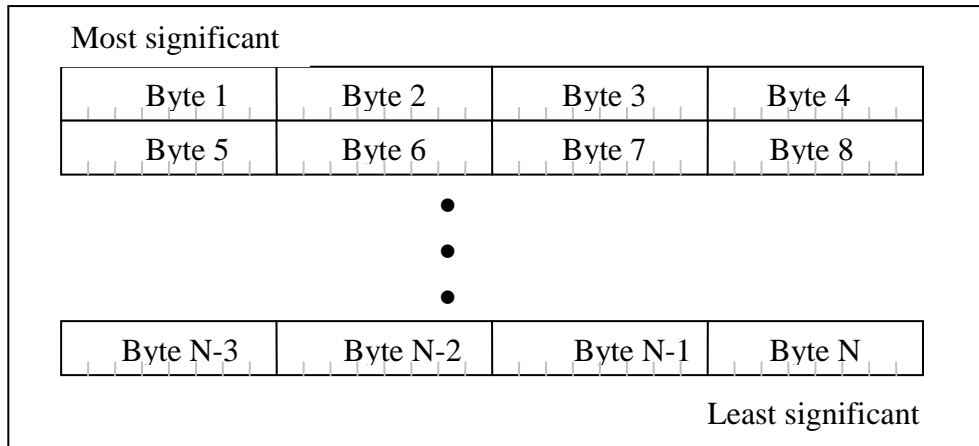 Most significant
Byte 1 Byte 2 Byte 3 Byte 4
Byte 5 Byte 6 Byte 7 Byte 8
Byte N-3 Byte N-2 Byte N-1 Byte N
Least significant